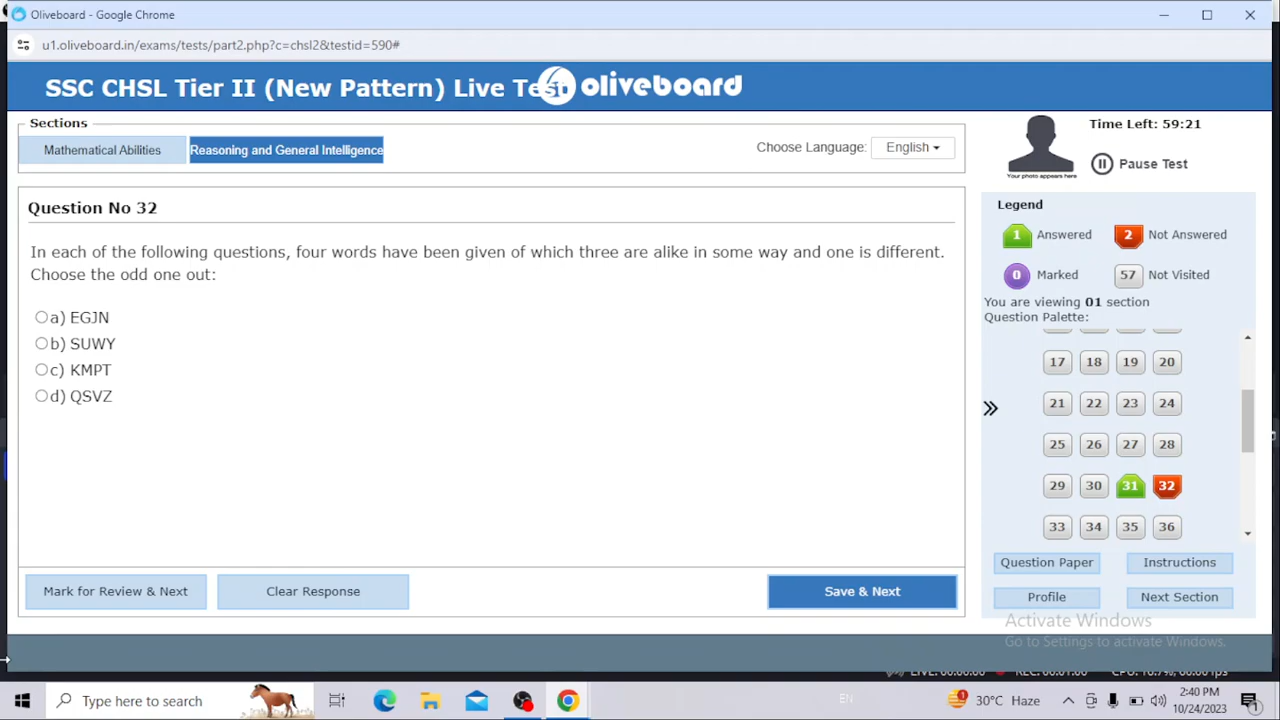 Oliveboard - Google Chrome
u1.oliveboard.in/exams/tests/part2.php?c=chsl2&testid=590#
SSC CHSL Tier II (New Pattern) Live Test
oliveboard
Sections
Mathematical Abilities
Reasoning and General Intelligence
Choose Language:
English
Your photo appears here
Time Left: 59:21
Pause Test
Question No 32
In each of the following questions, four words have been given of which three are alike in some way and one is different.
Choose the odd one out:
a) EGJN
b) SUWY
c) KMPT
d) QSVZ
Legend
1 Answered
2 Not Answered
0 Marked
57 Not Visited
You are viewing 01 section
Question Palette:
17 18 19 20
21 22 23 24
25 26 27 28
29 30 31 32
33 34 35 36
Mark for Review & Next
Clear Response
Save & Next
Question Paper
Instructions
Profile
Next Section
Activate Windows
Go to Settings to activate Windows.
Type here to search
EN
1
30°C Haze
2:40 PM
10/24/2023
1